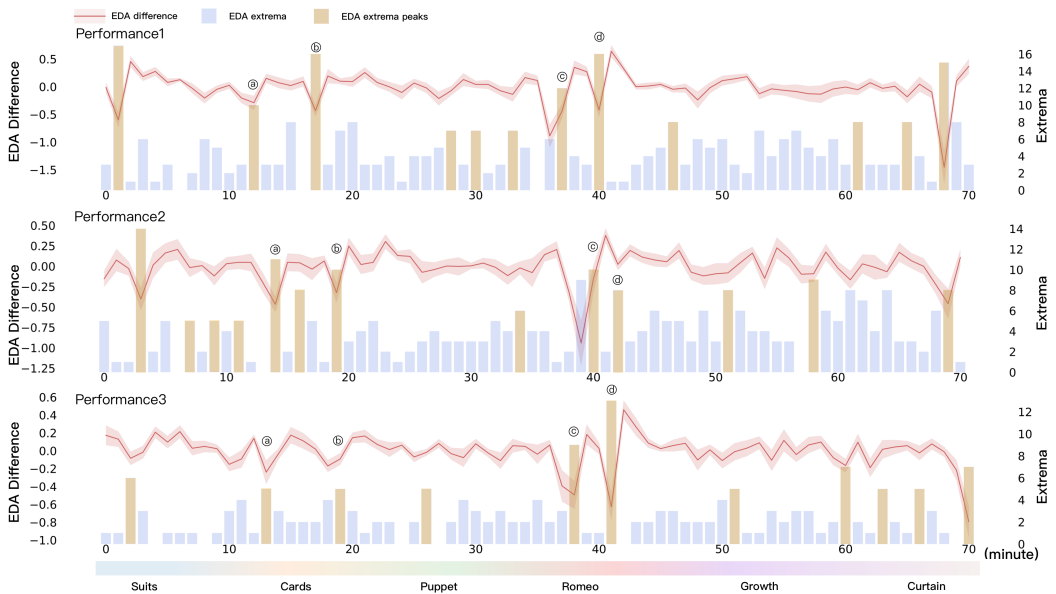 EDA difference EDA extrema EDA extrema peaks
Performance1
EDA Difference
0.5
0.0
−0.5
−1.0
−1.5
ⓐ ⓑ ⓒ ⓓ
16
14
12
10
8
6
4
2
0
Extrema
0 10 20 30 40 50 60 70
Performance2
EDA Difference
0.50
0.25
0.00
−0.25
−0.50
−0.75
−1.00
−1.25
ⓐ ⓑ ⓒ ⓓ
14
12
10
8
6
4
2
0
Extrema
0 10 20 30 40 50 60 70
Performance3
EDA Difference
0.6
0.4
0.2
0.0
−0.2
−0.4
−0.6
−0.8
−1.0
ⓐ ⓑ ⓒ ⓓ
12
10
8
6
4
2
0
Extrema
0 10 20 30 40 50 60 70
(minute)
Suits Cards Puppet Romeo Growth Curtain